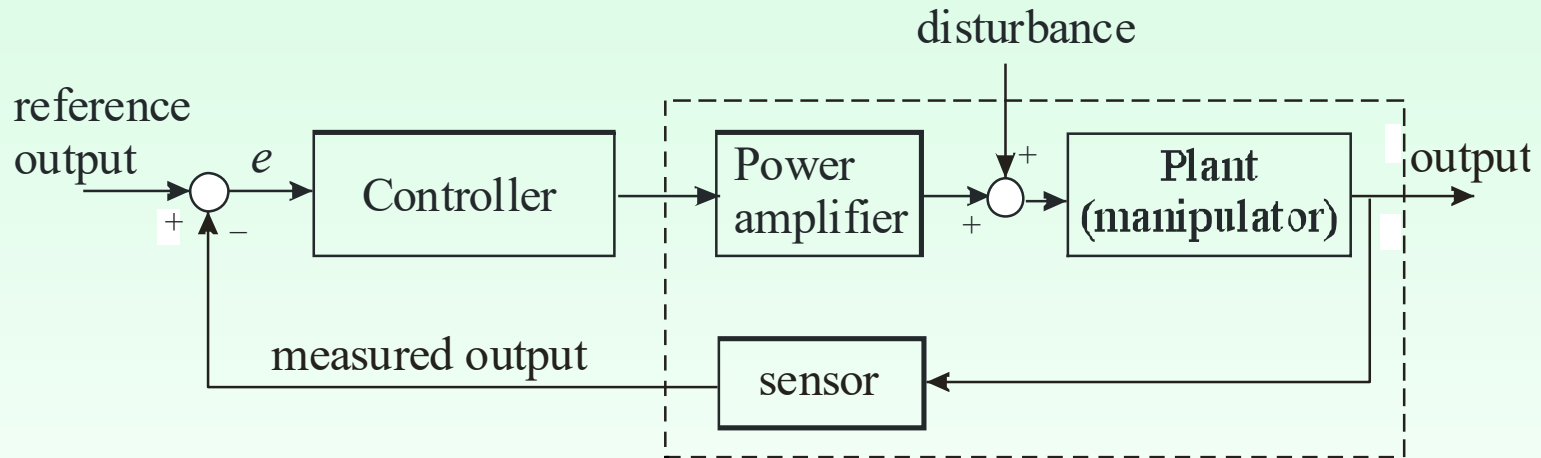 disturbance
reference
output
e
+
−
Controller
Power
amplifier
+
+
Plant
(manipulator)
output
measured output
sensor